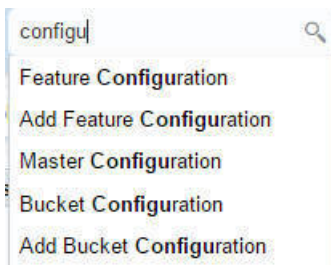 configu
Feature Configuration
Add Feature Configuration
Master Configuration
Bucket Configuration
Add Bucket Configuration